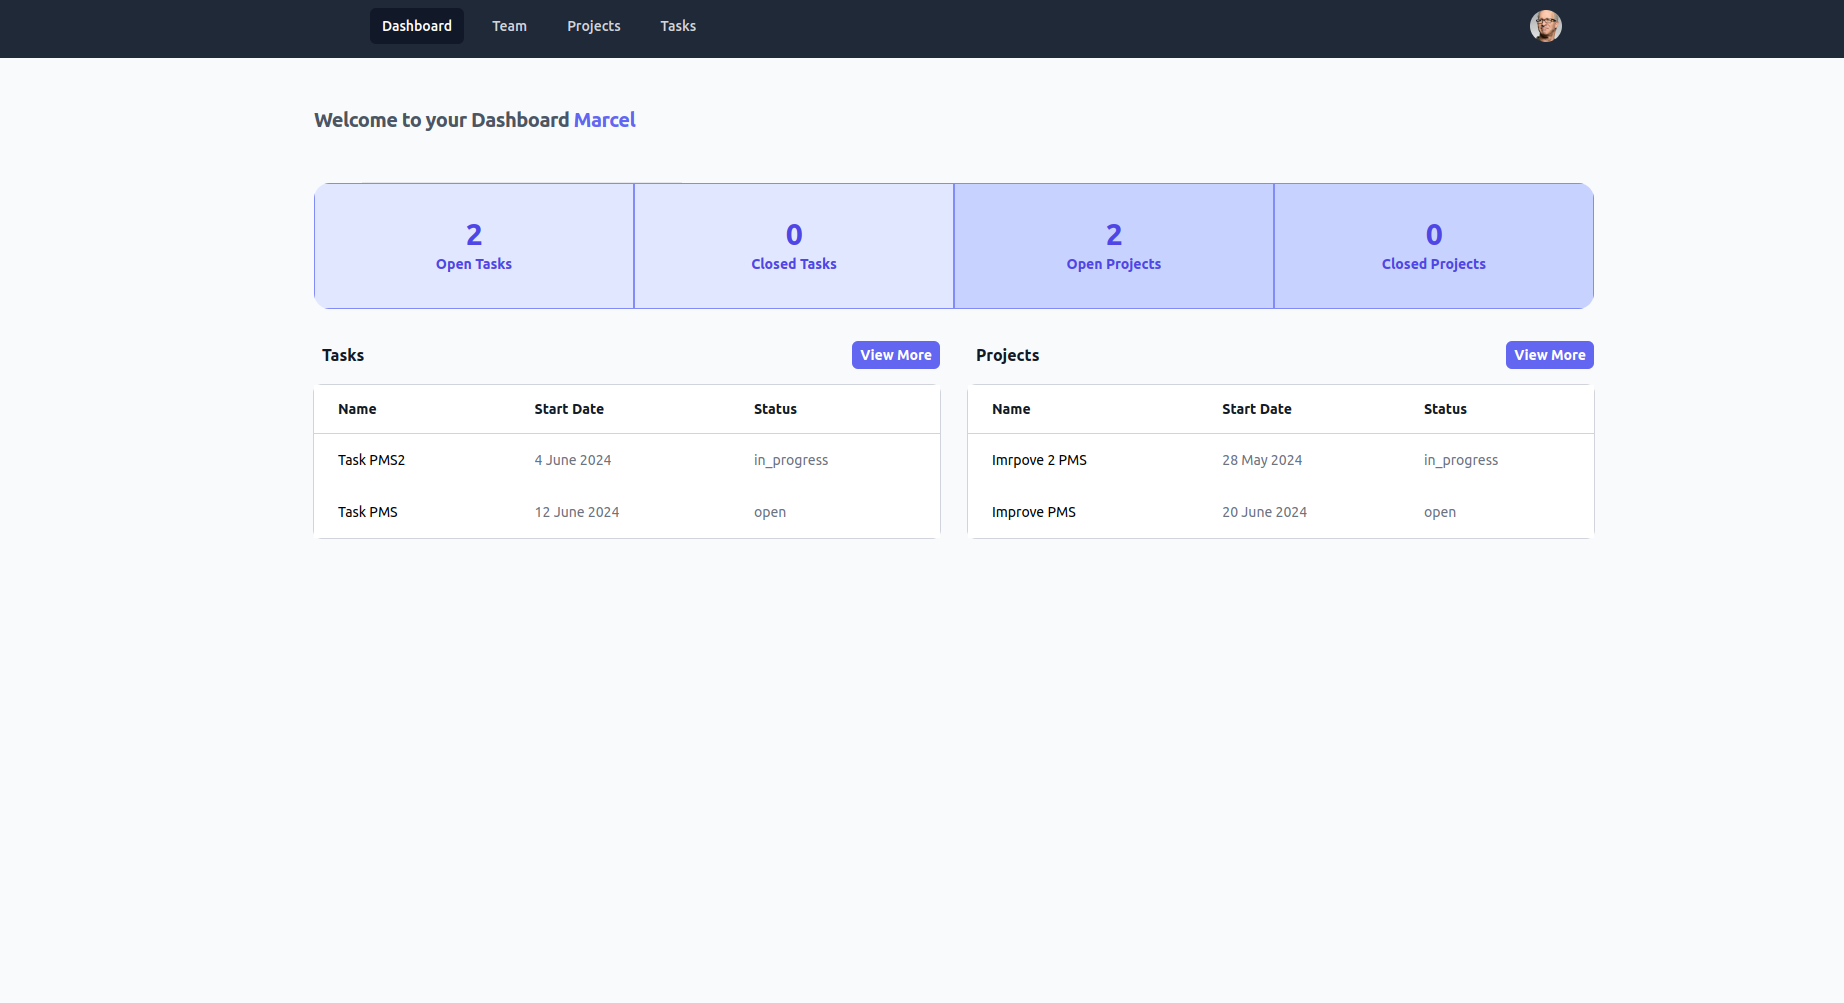 Dashboard Team Projects Tasks
Welcome to your Dashboard Marcel
2 0 2 0
Open Tasks Closed Tasks Open Projects Closed Projects
Tasks View More
Name Start Date Status
Task PMS2 4 June 2024 in_progress
Task PMS 12 June 2024 open
Projects View More
Name Start Date Status
Imrpove 2 PMS 28 May 2024 in_progress
Improve PMS 20 June 2024 open